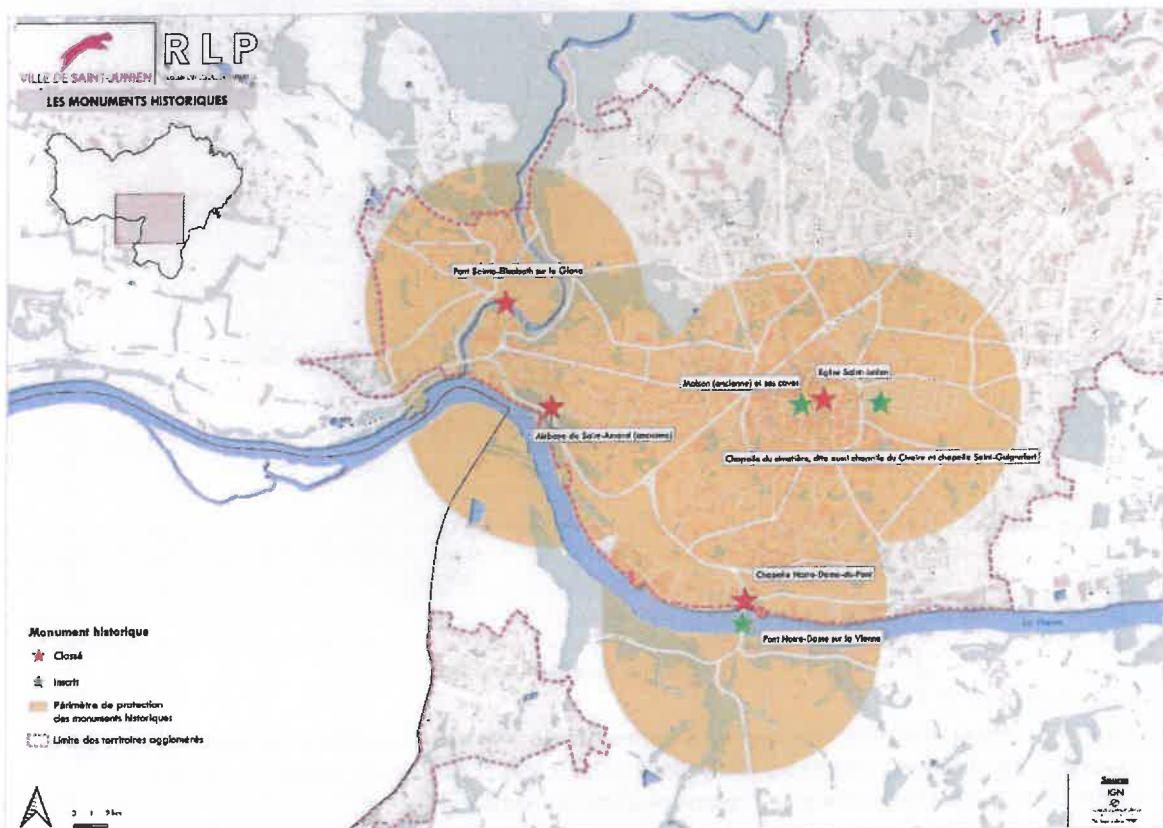 VILLE DE SAINT-JUNIEN
RLP
LES MONUMENTS HISTORIQUES
Pont Sainte-Elisabeth sur la Glane
Maison (ancienne) et ses caves
Eglise Saint-Junien
Abbaye de Saint-Amand (ancienne)
Chapelle du cimetière, dite aussi chapelle du Civoire et chapelle Saint-Guignefort
Chapelle Notre-Dame-du-Pont
La Vienne
Pont Notre-Dame sur la Vienne
Monument historique
Classé
Inscrit
Périmètre de protection
des monuments historiques
Limite des territoires agglomérés
Source
IGN